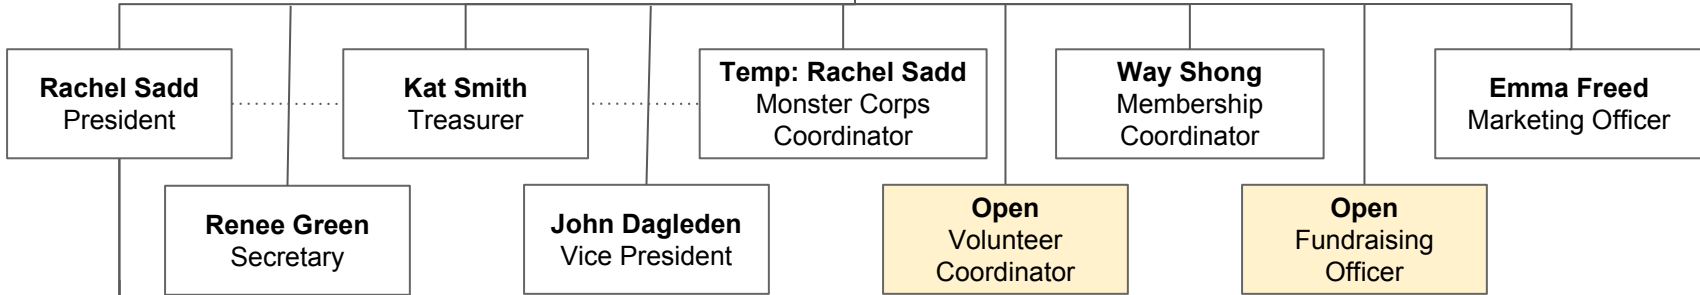 Rachel Sadd
President
Kat Smith
Treasurer
Temp: Rachel Sadd
Monster Corps
Coordinator
Way Shong
Membership
Coordinator
Emma Freed
Marketing Officer
Renee Green
Secretary
John Dagleden
Vice President
Open
Volunteer
Coordinator
Open
Fundraising
Officer